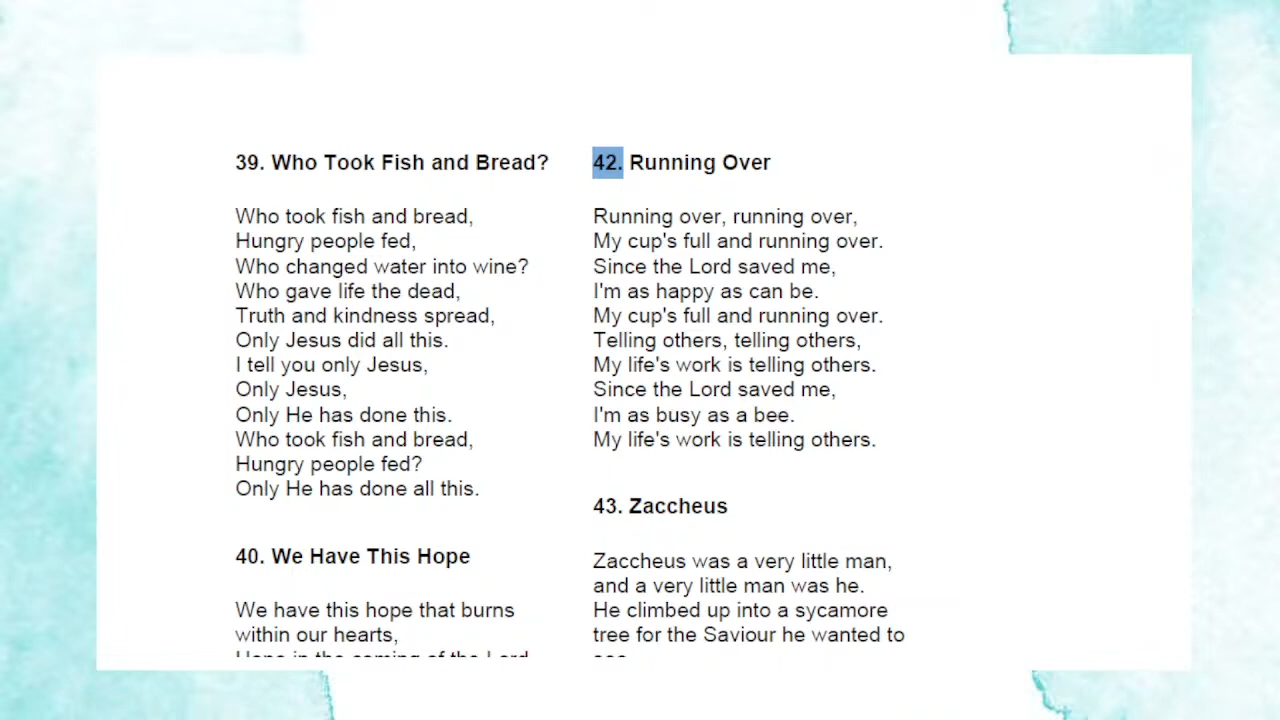 39. Who Took Fish and Bread?
Who took fish and bread,
Hungry people fed,
Who changed water into wine?
Who gave life the dead,
Truth and kindness spread,
Only Jesus did all this.
I tell you only Jesus,
Only Jesus,
Only He has done this.
Who took fish and bread,
Hungry people fed?
Only He has done all this.
40. We Have This Hope
We have this hope that burns
within our hearts,
Hope in the coming of the Lord
42. Running Over
Running over, running over,
My cup's full and running over.
Since the Lord saved me,
I'm as happy as can be.
My cup's full and running over.
Telling others, telling others,
My life's work is telling others.
Since the Lord saved me,
I'm as busy as a bee.
My life's work is telling others.
43. Zaccheus
Zaccheus was a very little man,
and a very little man was he.
He climbed up into a sycamore
tree for the Saviour he wanted to